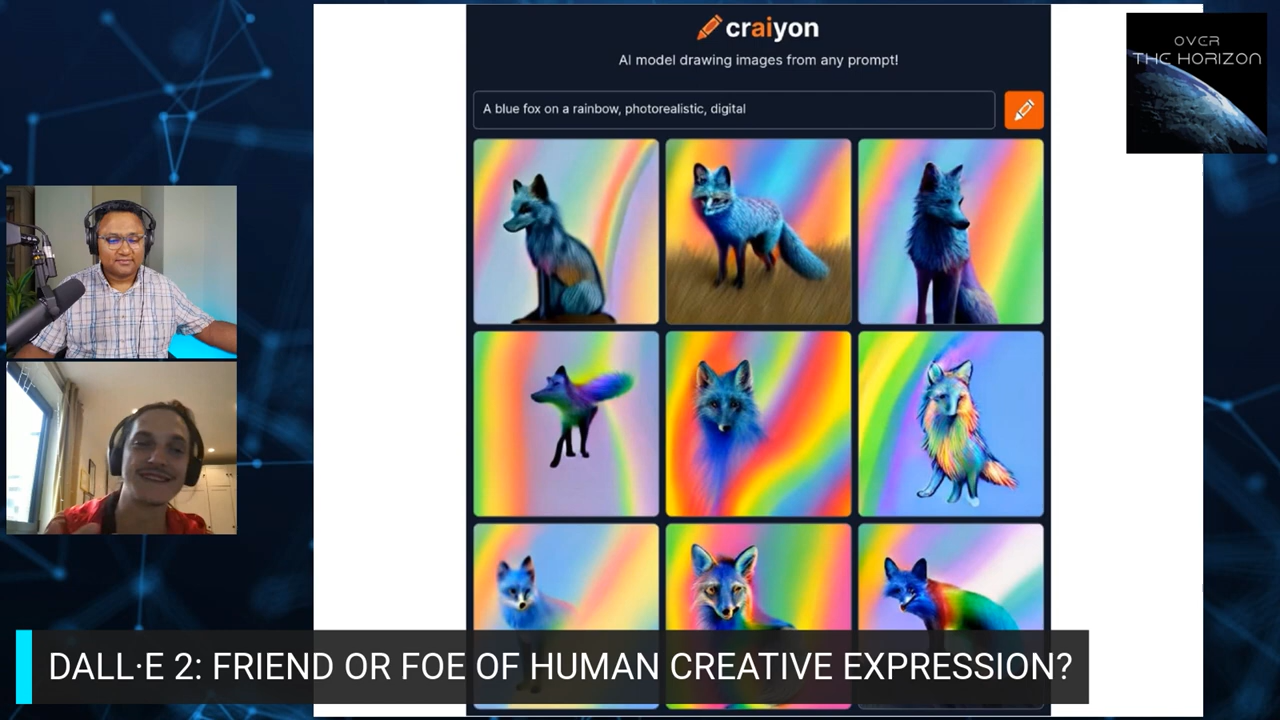 craiyon
AI model drawing images from any prompt!
A blue fox on a rainbow, photorealistic, digital
OVER
THE HORIZON
DALL·E 2: FRIEND OR FOE OF HUMAN CREATIVE EXPRESSION?